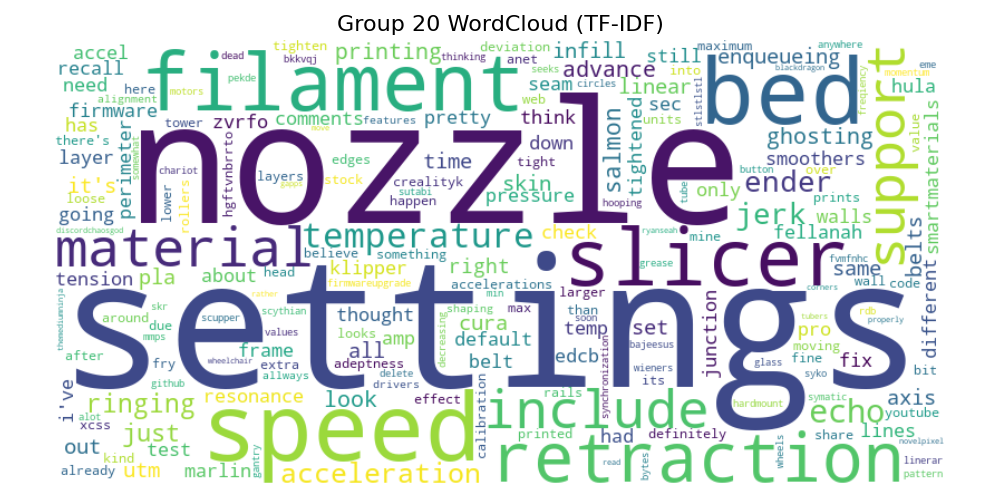 Group 20 WordCloud (TF-IDF)
accel
recall
need
firmware
alignment
here
has
there's
layer
it's
loose
going
perimeter
somewhat
dead
pekde
motors
tighten
bkkvqj
printing
thinking
deviation
anet
seeks
infill
advance
circles
seam
web
linear
units
still
into
sec
maximum
enqueueing
anywhere
blackdragon
stlstlstl
bed
freqiency
momentum
eme
hula
value
support
smartmaterials
filament
tower
zvrfo
comments
features
pretty
think
down
salmon
tightened
ghosting
smoothers
button
over
chariot
lower
rollers
hgftvnbrrto
edges
layers
stock
gapps
nove
time
crealityk
sutabi
happen
skin
pressure
tight
hooping
tube
ryanseah
only
ender
prints
jerk
walls
mine
fellanah
nozzle
discordchaosgod
material
temperature
believe
something
check
grease
slicer
fvmfnhc
same
wall
code
belts
different
tension
pla
about
head
klipper
firmwareupgrade
right
accelerations
min
larger
corners
settings
themediumninja
around
skr
due
mmps
scupper
scythian
rather
values
thought
looks
amp
shaping
decreasing
max
cura
default
than
soon
temp
set
junction
rdb
tubers
properly
pro
moving
glass
fine
syko
fix
bit
after
github
fry
wheelchair
frame
extra
allways
all
adeptness
delete
drivers
belt
edcb
wieners
its
bajeesus
synchronization
i've
xcss
alot
ringing
resonance
look
effect
calibration
rails
include
hardmount
symatic
echo
axis
youtube
out
kind
already
just
test
utm
marlin
gantry
speed
acceleration
printed
had
read
definitely
bytes
retraction
wheels
share
lines
novelpixel
linerar
pattern